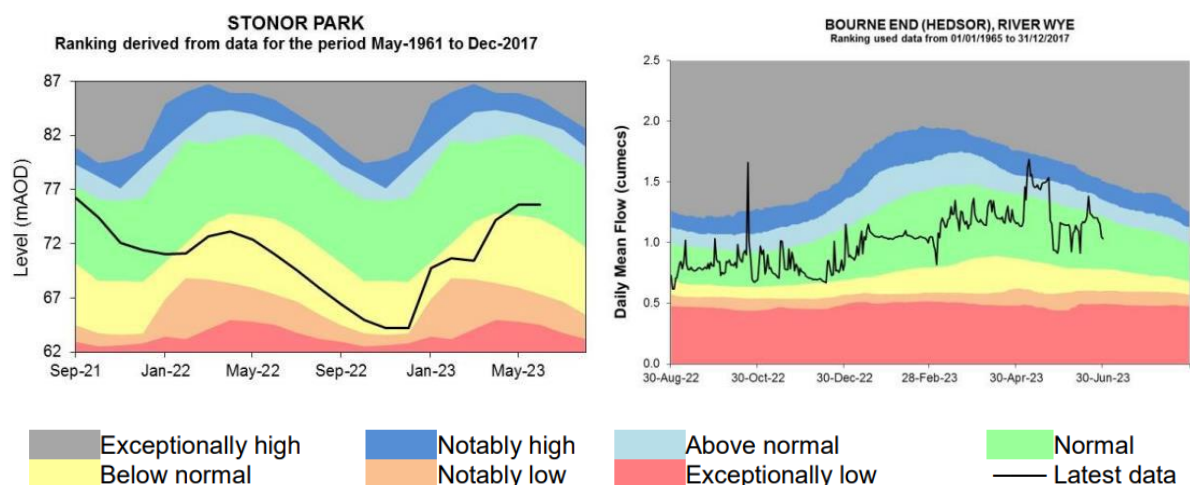 STONOR PARK
Ranking derived from data for the period May-1961 to Dec-2017
87
82
77
72
67
62
Level (mAOD)
Sep-21 Jan-22 May-22 Sep-22 Jan-23 May-23
BOURNE END (HEDSOR), RIVER WYE
Ranking used data from 01/01/1965 to 31/12/2017
2.5
2.0
1.5
1.0
0.5
0.0
Daily Mean Flow (cumecs)
30-Aug-22 30-Oct-22 30-Dec-22 28-Feb-23 30-Apr-23 30-Jun-23
Exceptionally high Notably high Above normal Normal
Below normal Notably low Exceptionally low Latest data